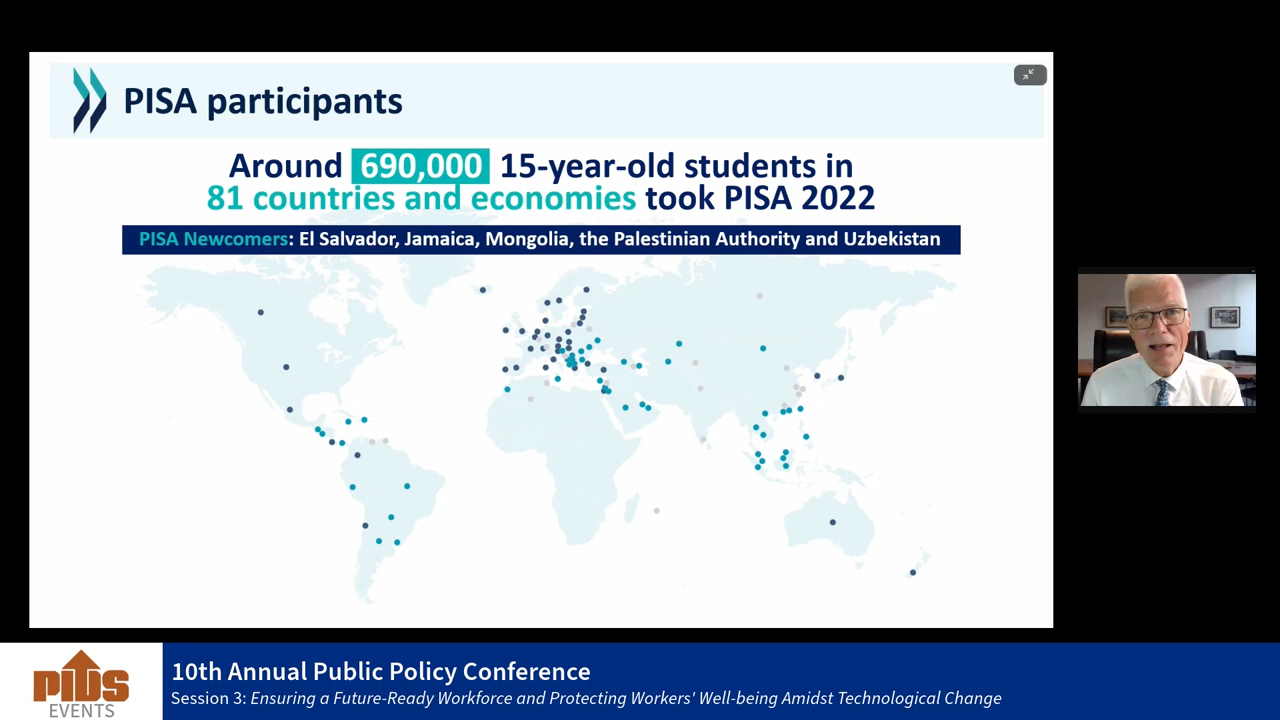 PISA participants
Around 690,000 15-year-old students in
81 countries and economies took PISA 2022
PISA Newcomers: El Salvador, Jamaica, Mongolia, the Palestinian Authority and Uzbekistan
PIDS
EVENTS
10th Annual Public Policy Conference
Session 3: Ensuring a Future-Ready Workforce and Protecting Workers' Well-being Amidst Technological Change